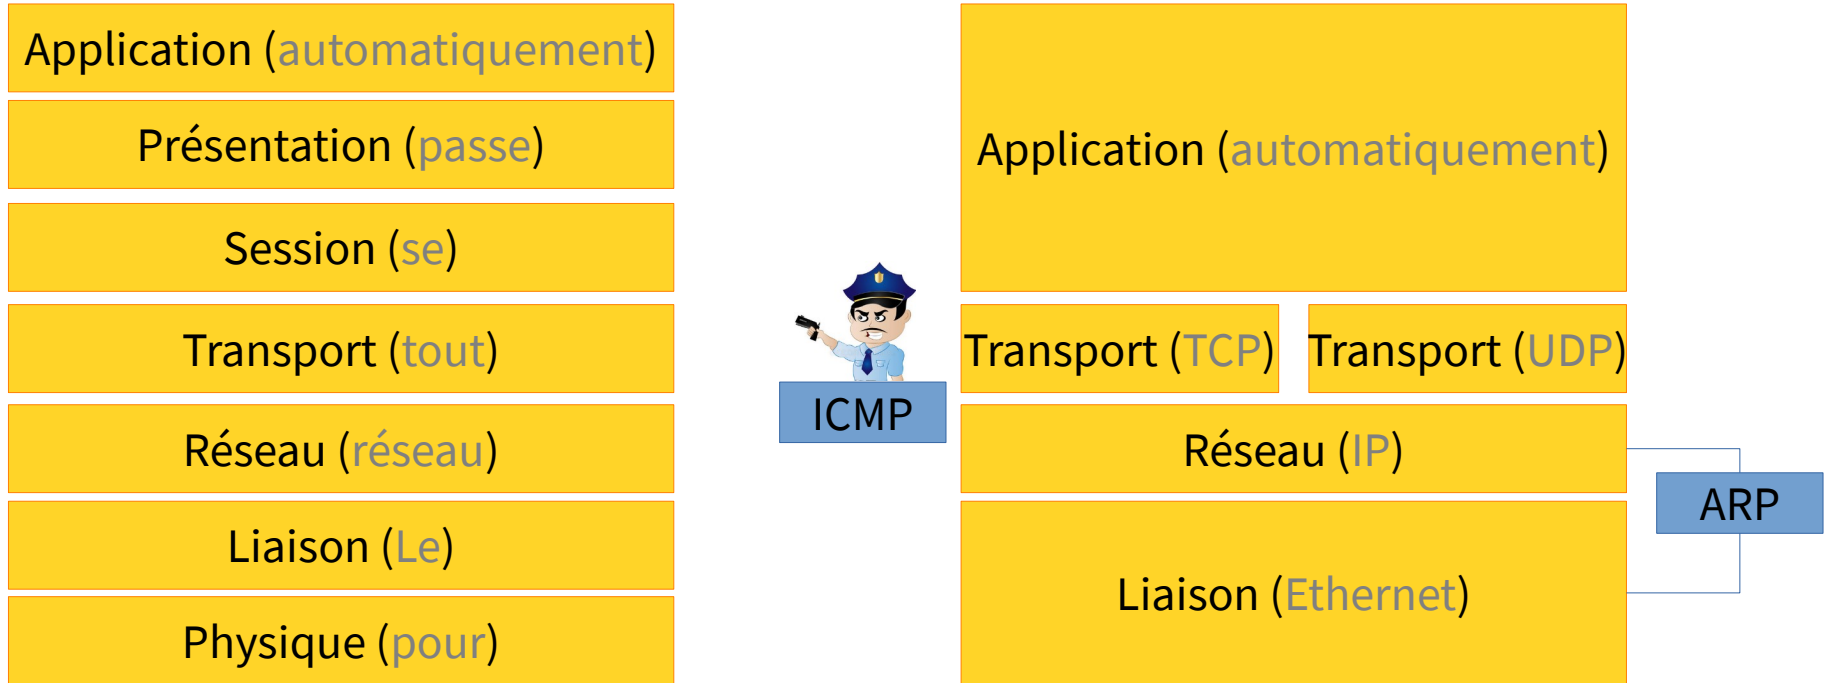 Application (automatiquement)
Présentation (passe)
Session (se)
Transport (tout)
Réseau (réseau)
Liaison (Le)
Physique (pour)
ICMP
Application (automatiquement)
Transport (TCP)
Transport (UDP)
Réseau (IP)
Liaison (Ethernet)
ARP